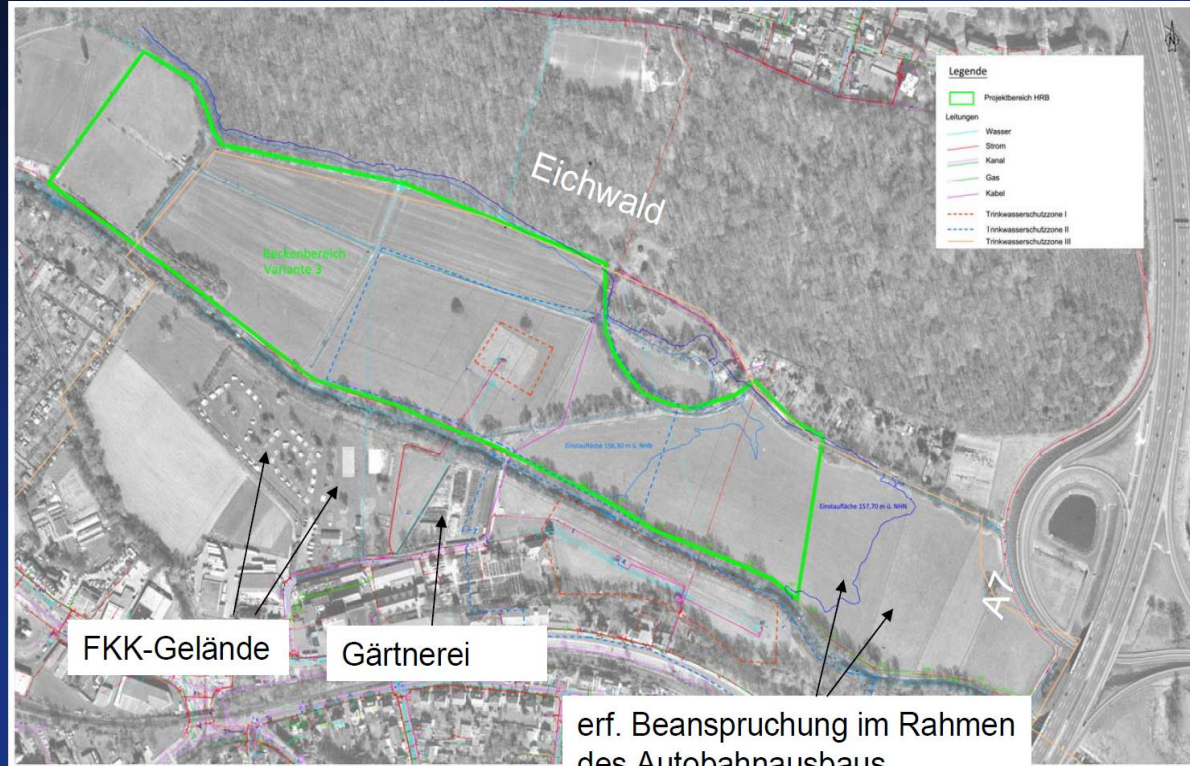 N
Legende
Projektbereich HRB
Leitungen
Wasser
Strom
Kanal
Gas
Kabel
Trinkwasserschutzzone I
Trinkwasserschutzzone II
Trinkwasserschutzzone III
Eichwald
Beckenbereich
Variante 3
Einstaufläche 156,50 m ü. NHN
Einstaufläche 157,70 m ü. NHN
A7
FKK-Gelände
Gärtnerei
erf. Beanspruchung im Rahmen
des Autobahnausbaus